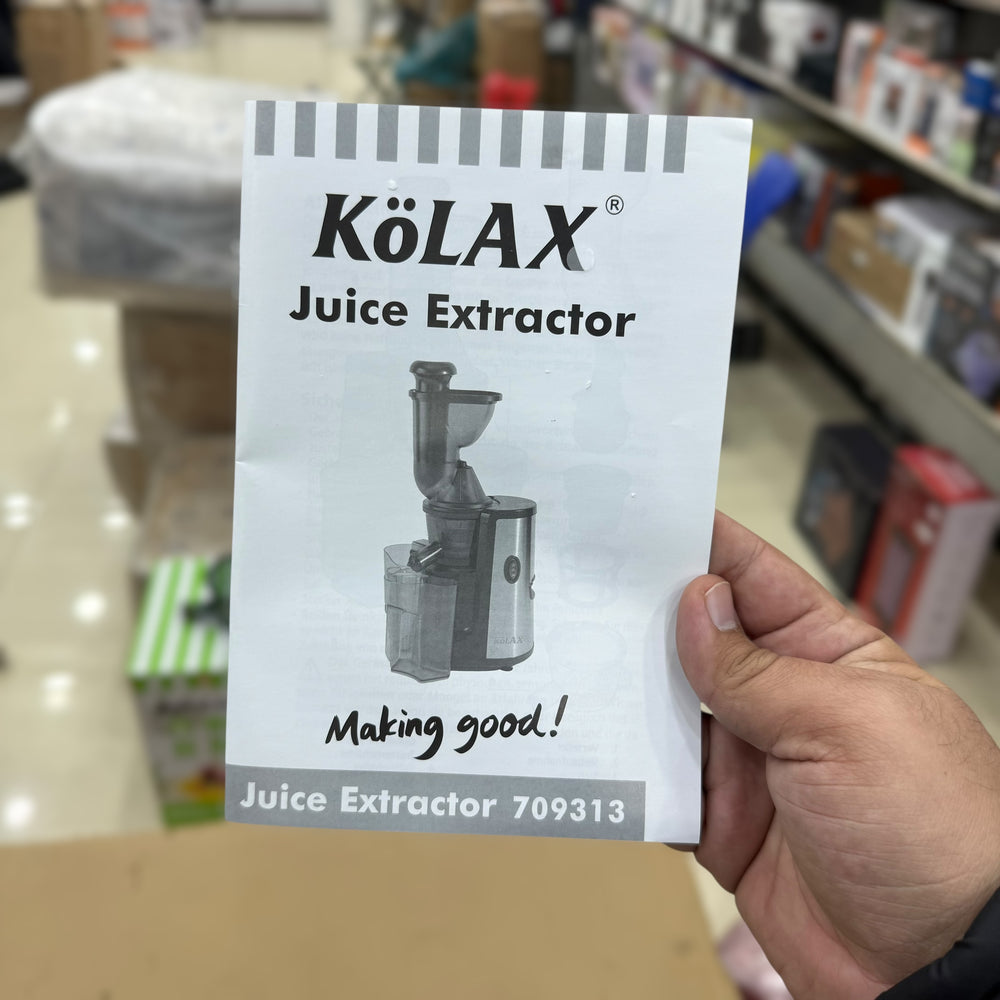 KöLAX®
Juice Extractor
KöLAX
Making good!
Juice Extractor 709313